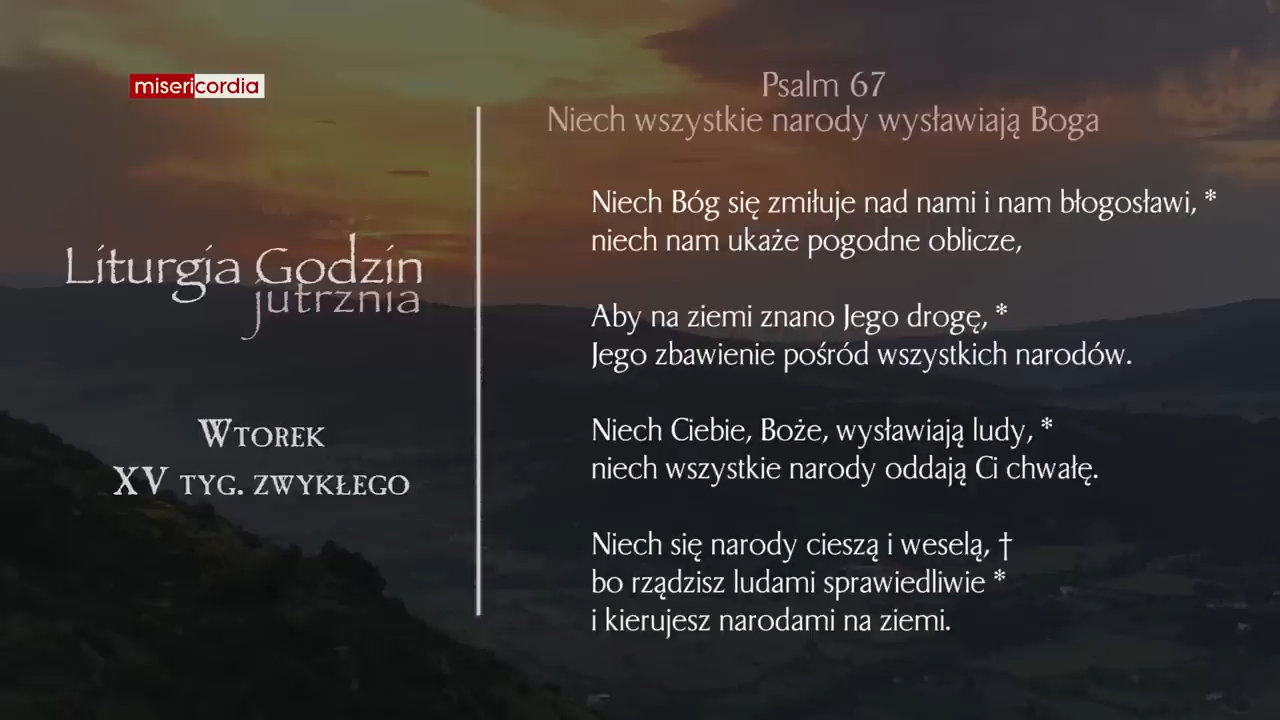 misericordia
Liturgia Godzin
jutrznia
Wtorek
XV tyg. zwykłego
Psalm 67
Niech wszystkie narody wysławiają Boga
Niech Bóg się zmiłuje nad nami i nam błogosławi, *
niech nam ukaże pogodne oblicze,
Aby na ziemi znano Jego drogę, *
Jego zbawienie pośród wszystkich narodów.
Niech Ciebie, Boże, wysławiają ludy, *
niech wszystkie narody oddają Ci chwałę.
Niech się narody cieszą i weselą, †
bo rządzisz ludami sprawiedliwie *
i kierujesz narodami na ziemi.